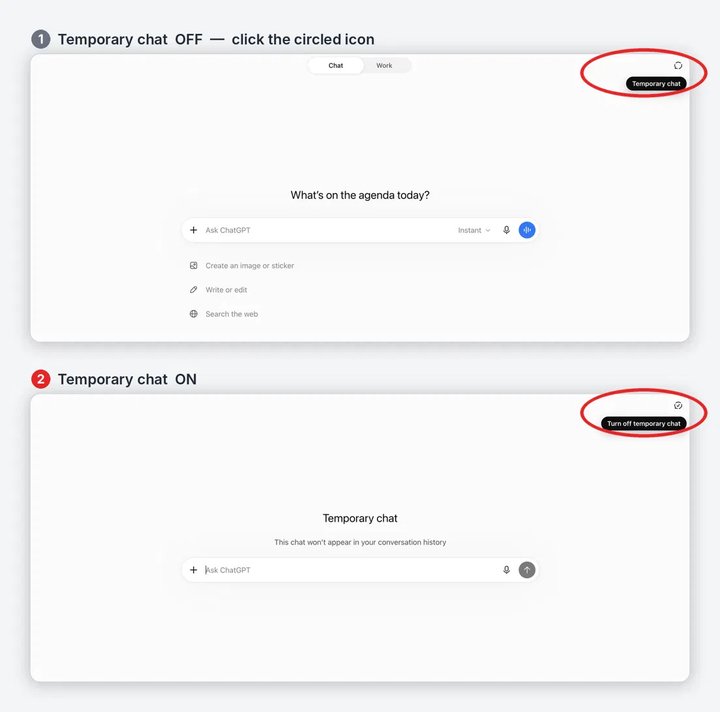 1 Temporary chat OFF — click the circled icon
Chat Work
Temporary chat
What's on the agenda today?
Ask ChatGPT Instant
Create an image or sticker
Write or edit
Search the web
2 Temporary chat ON
Turn off temporary chat
Temporary chat
This chat won't appear in your conversation history
Ask ChatGPT